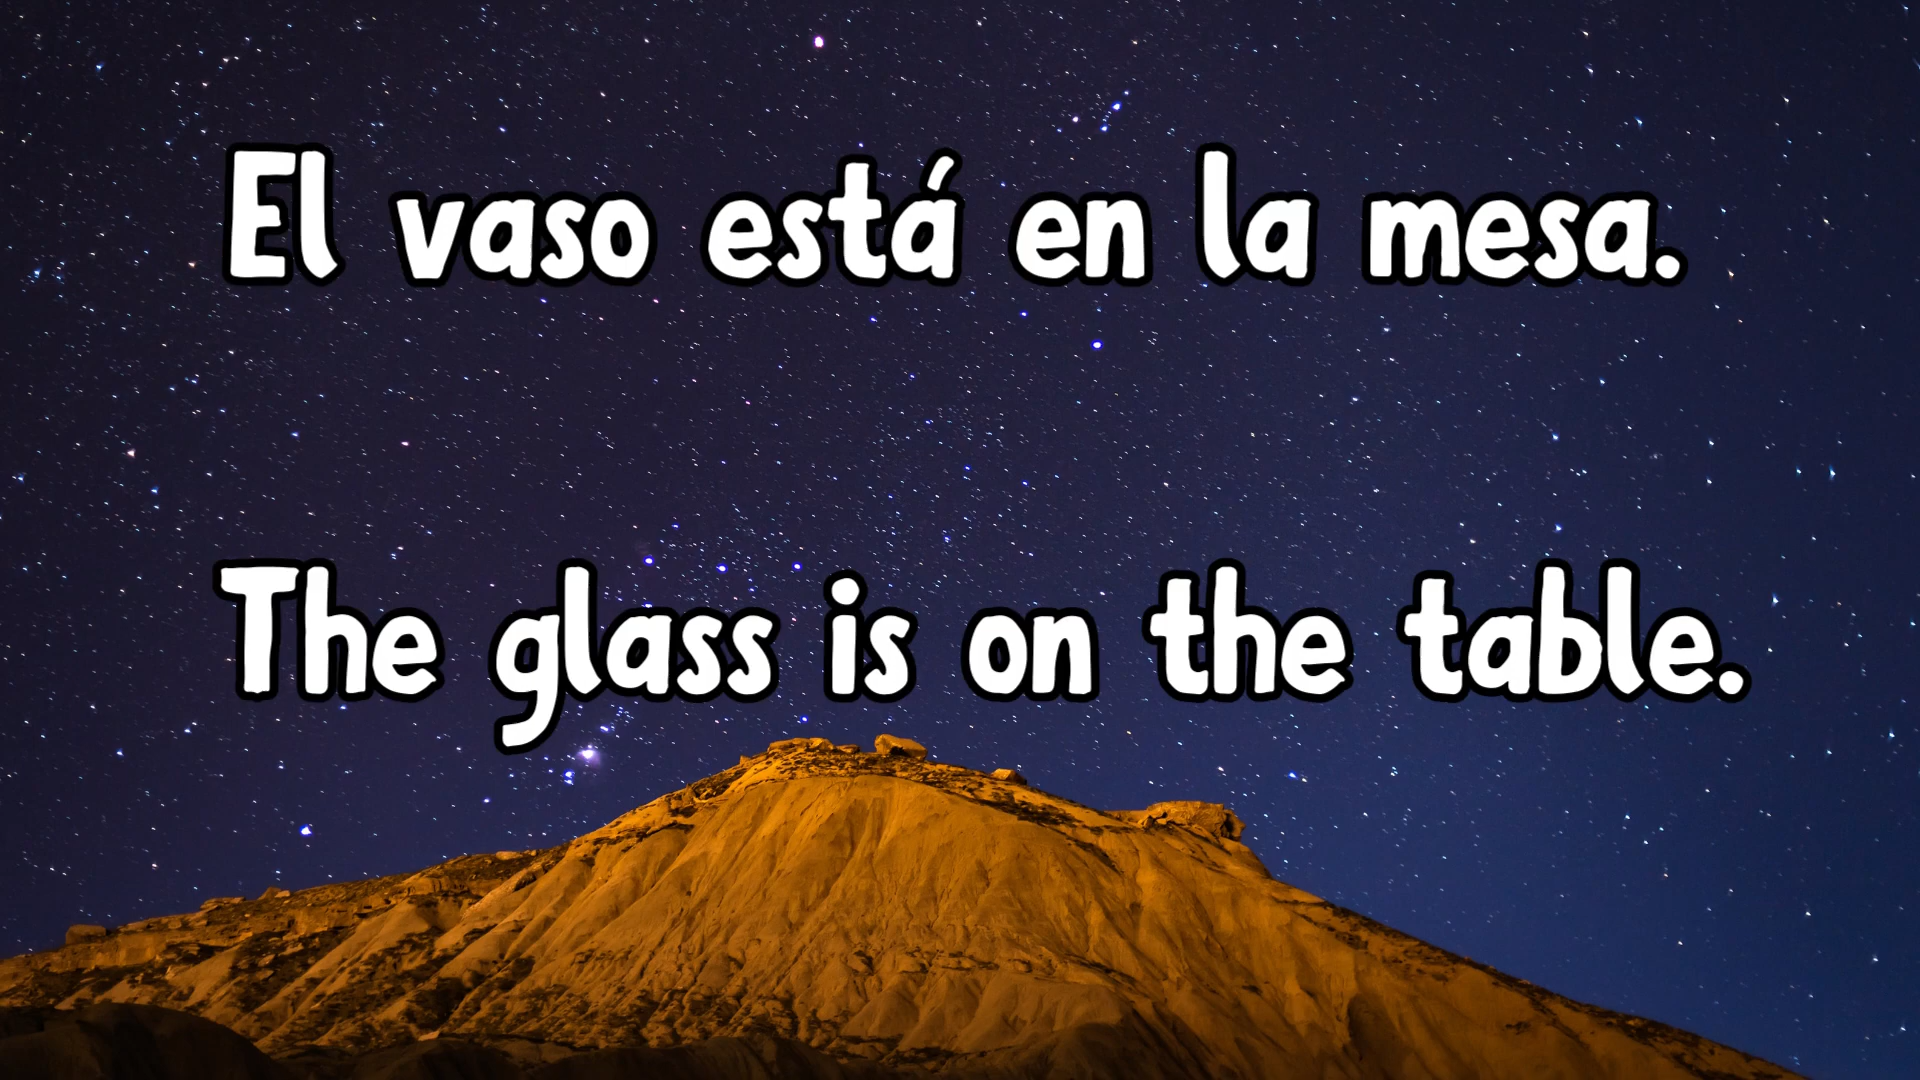 El vaso está en la mesa.
The glass is on the table.